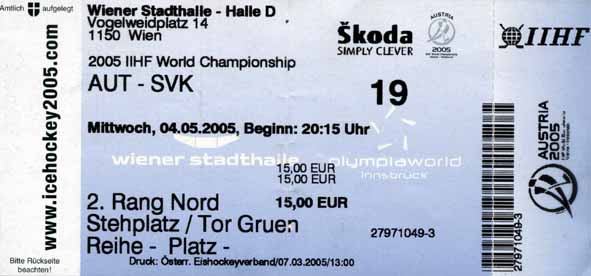 Amtlich aufgelegt
www.icehockey2005.com
Bitte Rückseite
beachten!
Wiener Stadthalle - Halle D
Vogelweidplatz 14
1150 Wien
2005 IIHF World Championship
AUT - SVK
19
Škoda
SIMPLY CLEVER
AUSTRIA
2005
IIHF
Mittwoch, 04.05.2005, Beginn: 20:15 Uhr
wiener stadthalle olympiaworld
innsbruck
15,00 EUR
15,00 EUR
2. Rang Nord 15,00 EUR
Stehplatz / Tor Gruen
Reihe - Platz -
27971049-3
Druck: Österr. Eishockeyverband/07.03.2005/13:00
27971049-3
AUSTRIA
2005